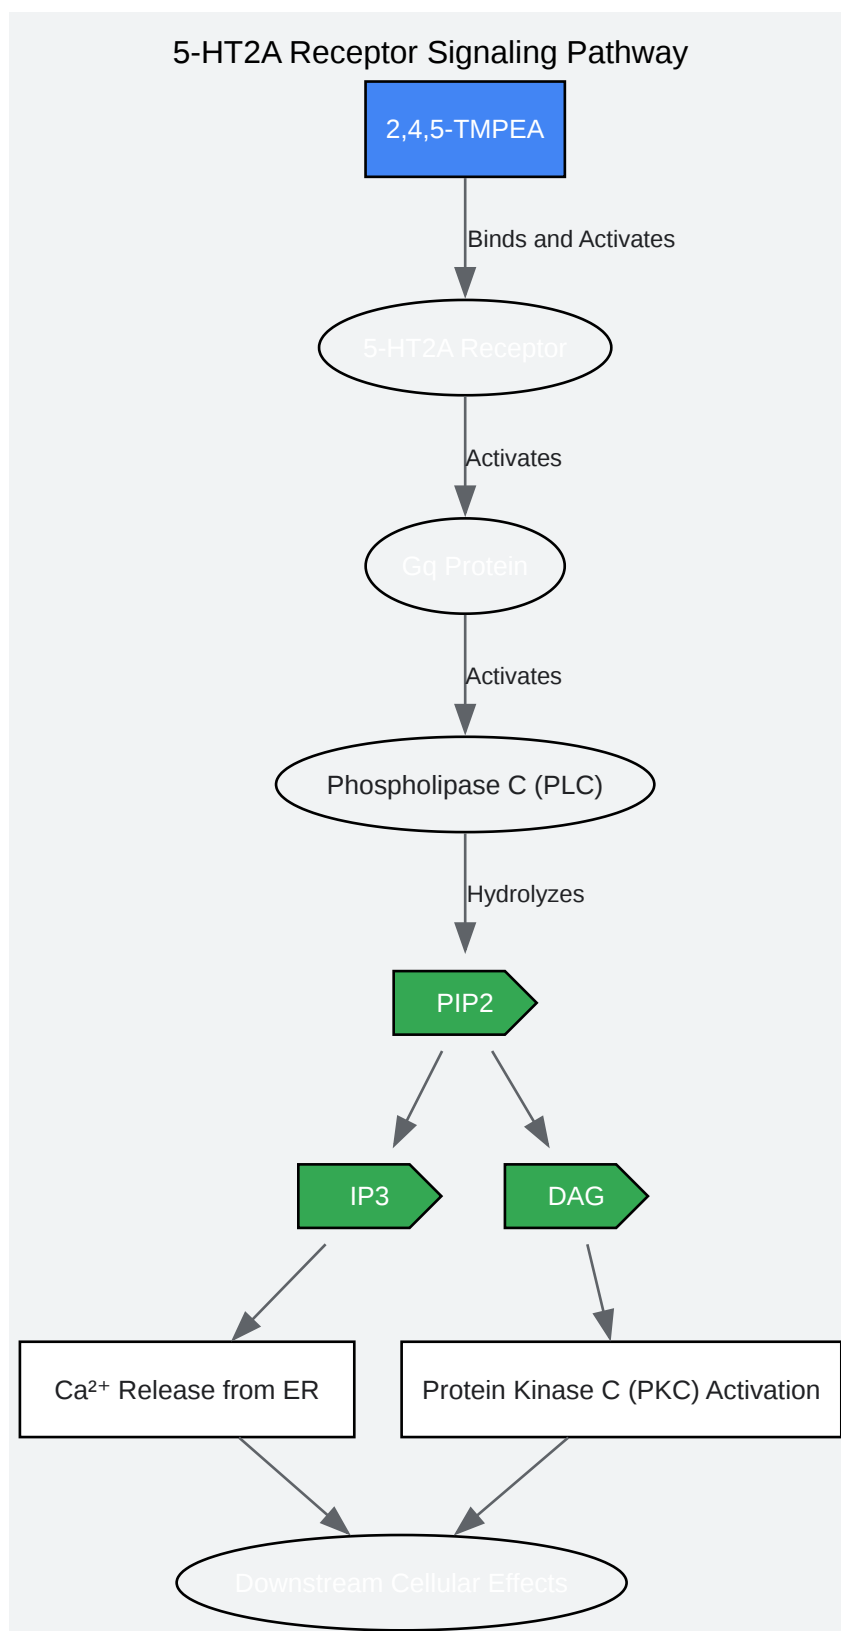 5-HT2A Receptor Signaling Pathway
2,4,5-TMPEA
Binds and Activates
5-HT2A Receptor
Activates
Gq Protein
Activates
Phospholipase C (PLC)
Hydrolyzes
PIP2
IP3
DAG
Ca²⁺ Release from ER
Protein Kinase C (PKC) Activation
Downstream Cellular Effects